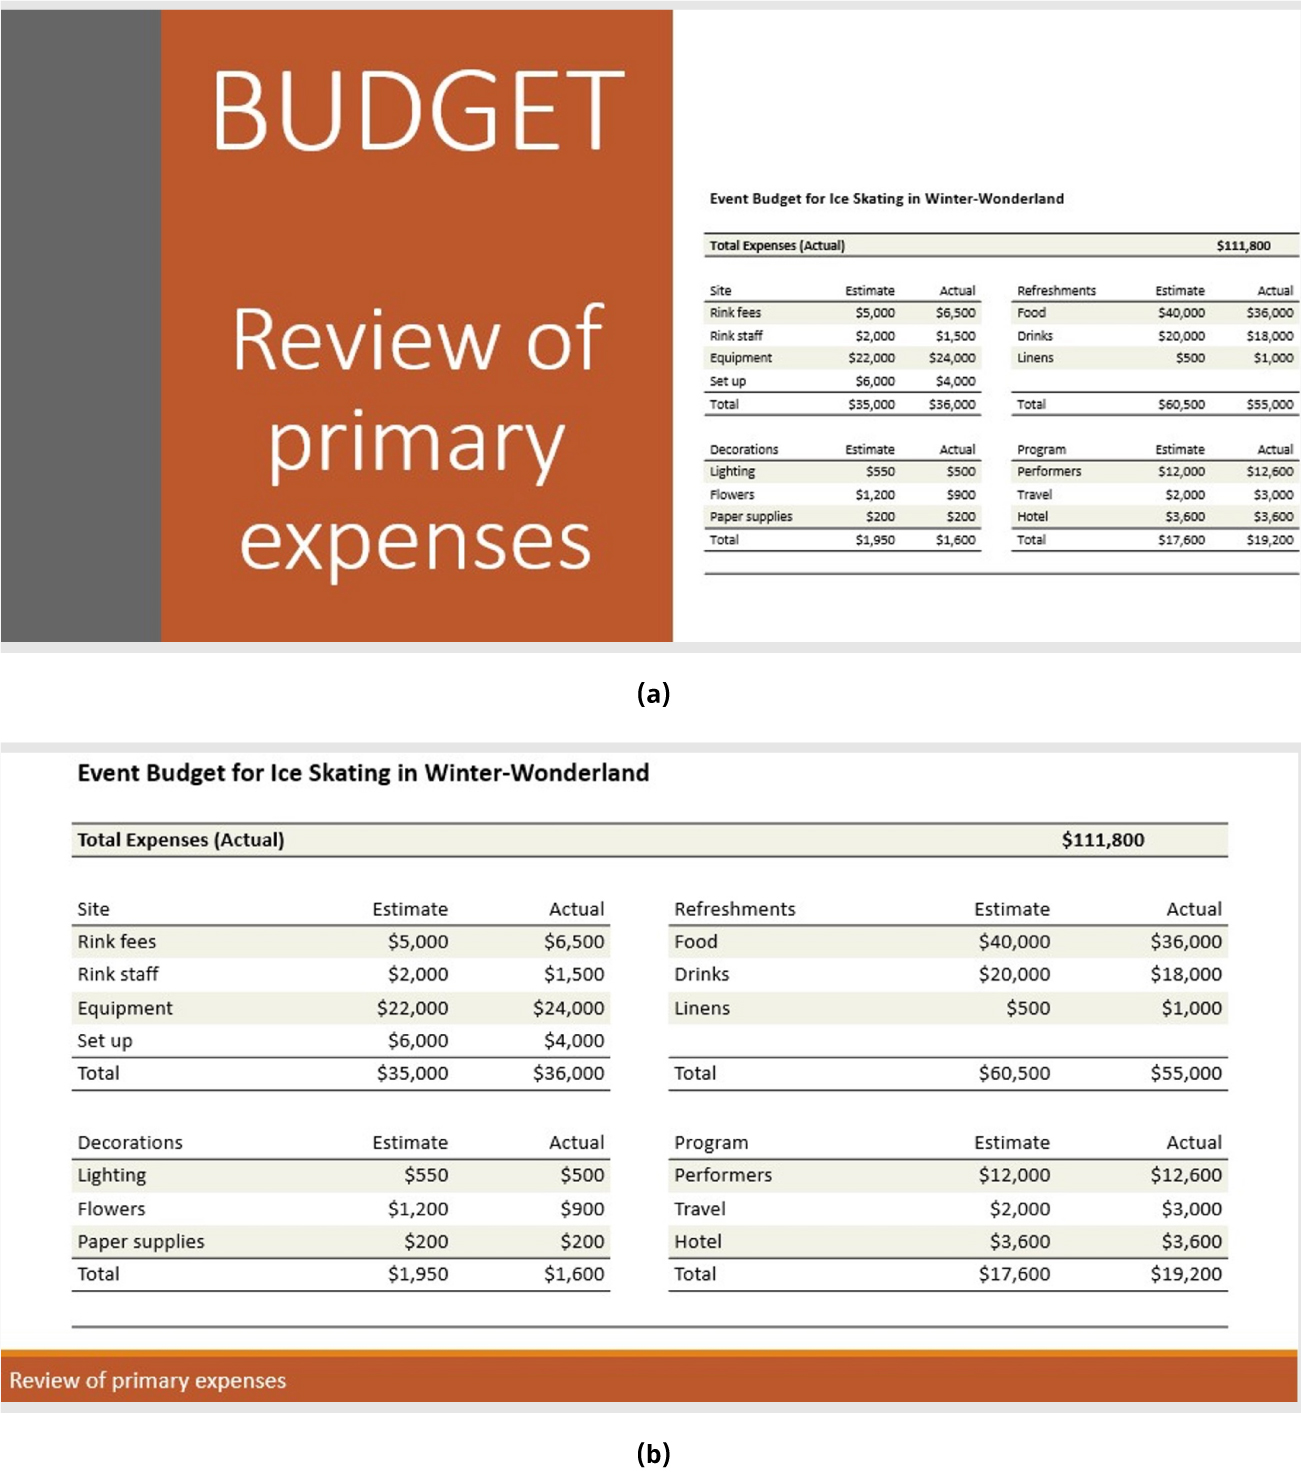 BUDGET
Review of
primary
expenses
Event Budget for Ice Skating in Winter-Wonderland
Total Expenses (Actual) $111,800
Site Estimate Actual Refreshments Estimate Actual
Rink fees $5,000 $6,500 Food $40,000 $36,000
Rink staff $2,000 $1,500 Drinks $20,000 $18,000
Equipment $22,000 $24,000 Linens $500 $1,000
Set up $6,000 $4,000
Total $35,000 $36,000 Total $60,500 $55,000
Decorations Estimate Actual Program Estimate Actual
Lighting $550 $500 Performers $12,000 $12,600
Flowers $1,200 $900 Travel $2,000 $3,000
Paper supplies $200 $200 Hotel $3,600 $3,600
Total $1,950 $1,600 Total $17,600 $19,200
(a)
Event Budget for Ice Skating in Winter-Wonderland
Total Expenses (Actual) $111,800
Site Estimate Actual Refreshments Estimate Actual
Rink fees $5,000 $6,500 Food $40,000 $36,000
Rink staff $2,000 $1,500 Drinks $20,000 $18,000
Equipment $22,000 $24,000 Linens $500 $1,000
Set up $6,000 $4,000
Total $35,000 $36,000 Total $60,500 $55,000
Decorations Estimate Actual Program Estimate Actual
Lighting $550 $500 Performers $12,000 $12,600
Flowers $1,200 $900 Travel $2,000 $3,000
Paper supplies $200 $200 Hotel $3,600 $3,600
Total $1,950 $1,600 Total $17,600 $19,200
Review of primary expenses
(b)